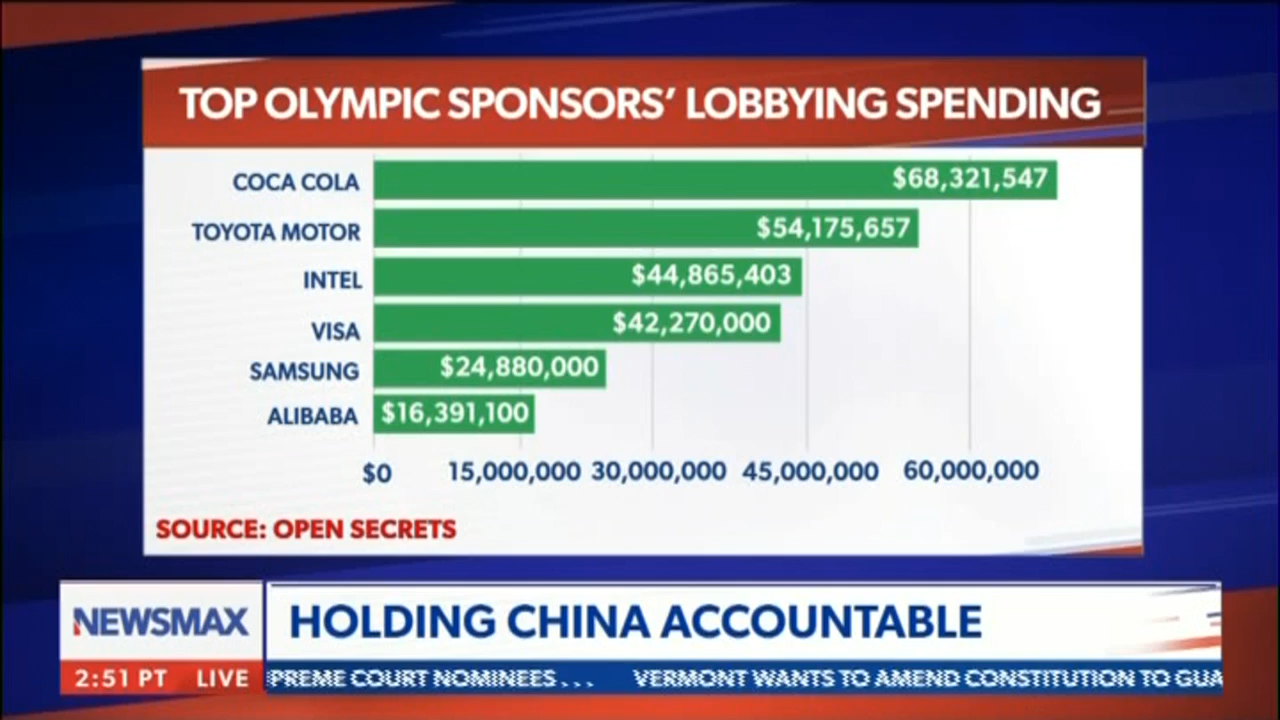 TOP OLYMPIC SPONSORS' LOBBYING SPENDING
COCA COLA $68,321,547
TOYOTA MOTOR $54,175,657
INTEL $44,865,403
VISA $42,270,000
SAMSUNG $24,880,000
ALIBABA $16,391,100
$0 15,000,000 30,000,000 45,000,000 60,000,000
SOURCE: OPEN SECRETS
NEWSMAX HOLDING CHINA ACCOUNTABLE
2:51 PT LIVE PREME COURT NOMINEES... VERMONT WANTS TO AMEND CONSTITUTION TO GUA